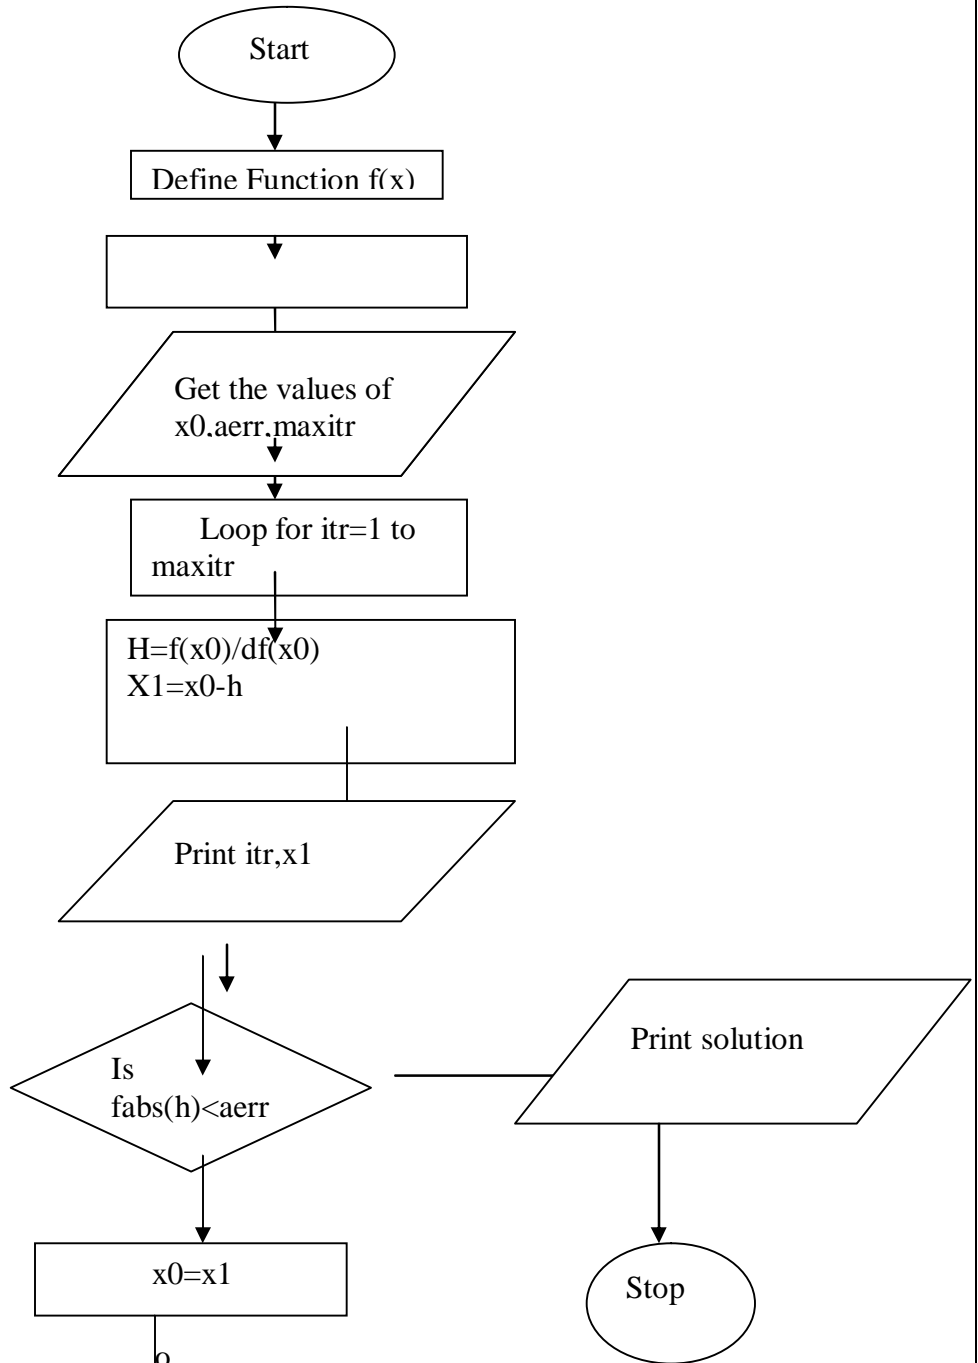 Start
Define Function f(x)
Get the values of
x0,aerr,maxitr
Loop for itr=1 to
maxitr
H=f(x0)/df(x0)
X1=x0-h
Print itr,x1
Is
fabs(h)<aerr
Print solution
x0=x1
Stop